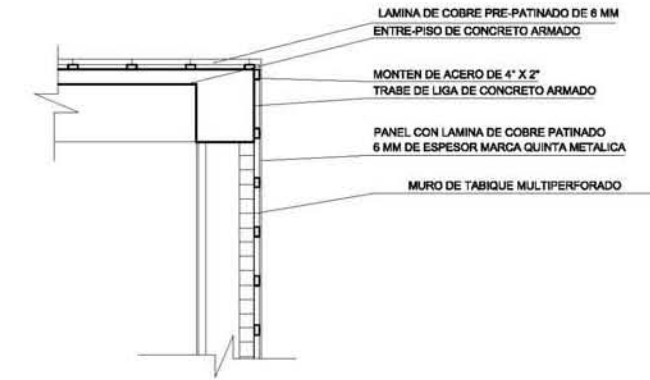 LAMINA DE COBRE PRE-PATINADO DE 6 MM
ENTRE-PISO DE CONCRETO ARMADO
MONTEN DE ACERO DE 4" X 2"
TRABE DE LIGA DE CONCRETO ARMADO
PANEL CON LAMINA DE COBRE PATINADO
6 MM DE ESPESOR MARCA QUINTA METALICA
MURO DE TABIQUE MULTIPERFORADO